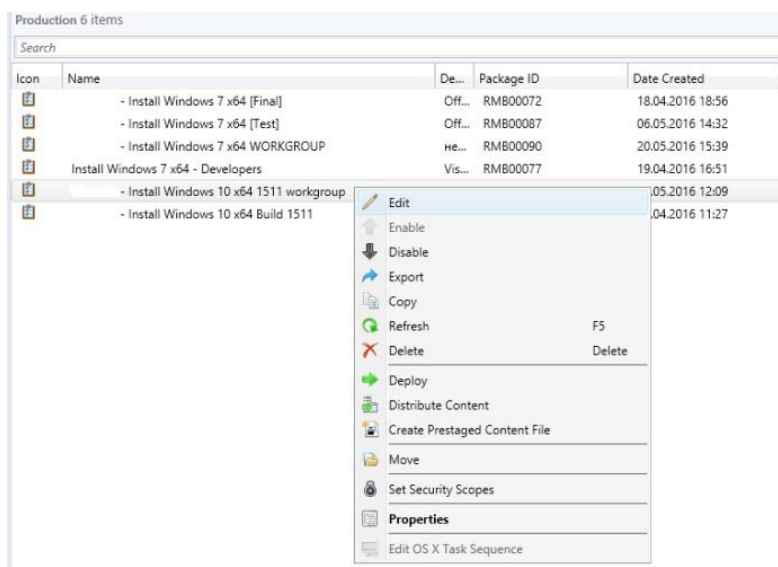 Production 6 items
Search
Icon Name De... Package ID Date Created
- Install Windows 7 x64 [Final] Off... RMB00072 18.04.2016 18:56
- Install Windows 7 x64 [Test] Off... RMB00087 06.05.2016 14:32
- Install Windows 7 x64 WORKGROUP не... RMB00090 20.05.2016 15:39
Install Windows 7 x64 - Developers Vis... RMB00077 19.04.2016 16:51
- Install Windows 10 x64 1511 workgroup .05.2016 12:09
- Install Windows 10 x64 Build 1511 .04.2016 11:27
Edit
Enable
Disable
Export
Copy
Refresh F5
Delete Delete
Deploy
Distribute Content
Create Prestaged Content File
Move
Set Security Scopes
Properties
Edit OS X Task Sequence